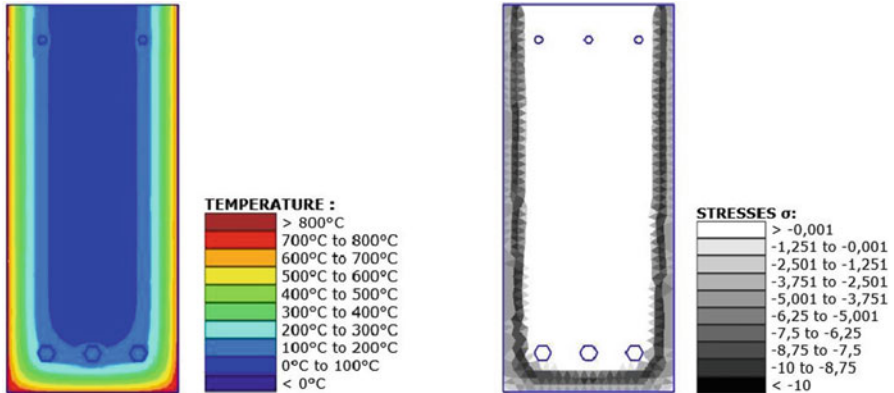 TEMPERATURE :
> 800°C
700°C to 800°C
600°C to 700°C
500°C to 600°C
400°C to 500°C
300°C to 400°C
200°C to 300°C
100°C to 200°C
0°C to 100°C
< 0°C
STRESSES σ:
> -0,001
-1,251 to -0,001
-2,501 to -1,251
-3,751 to -2,501
-5,001 to -3,751
-6,25 to -5,001
-7,5 to -6,25
-8,75 to -7,5
-10 to -8,75
< -10